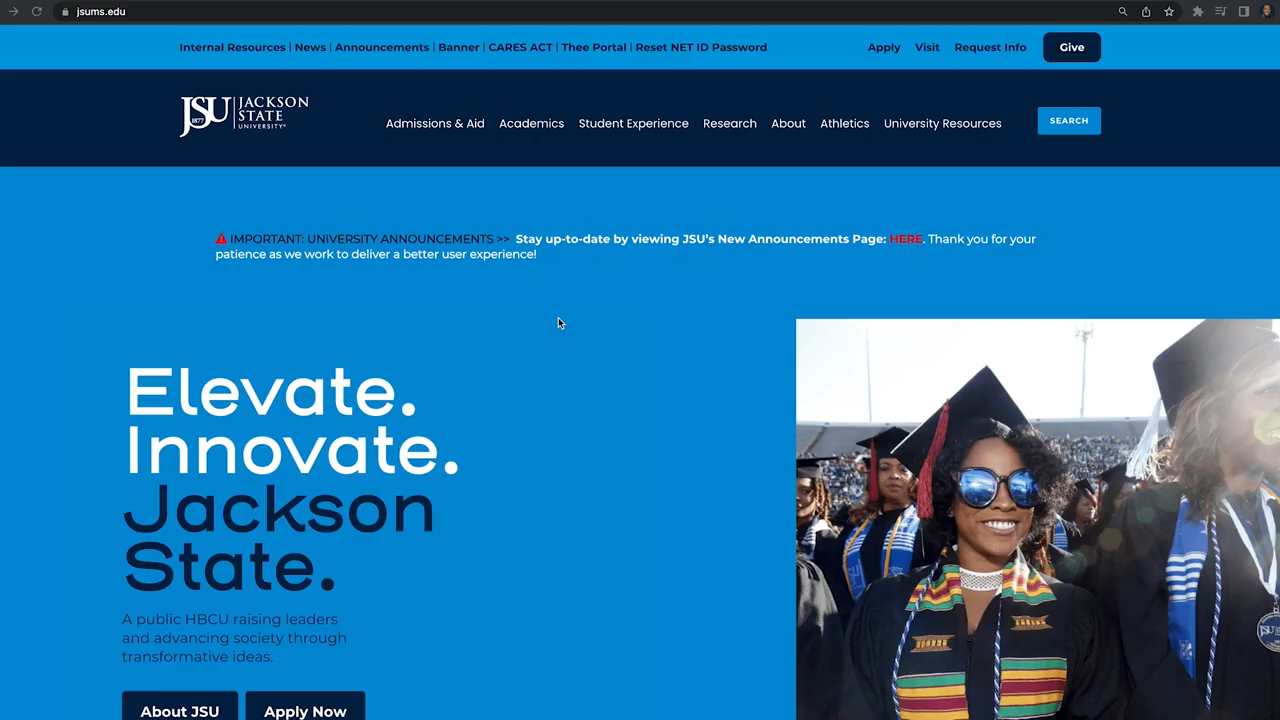 jsums.edu
Internal Resources | News | Announcements | Banner | CARES ACT | Thee Portal | Reset NET ID Password
Apply Visit Request Info Give
JSU 1877 JACKSON STATE UNIVERSITY
Admissions & Aid Academics Student Experience Research About Athletics University Resources
SEARCH
IMPORTANT: UNIVERSITY ANNOUNCEMENTS >> Stay up-to-date by viewing JSU's New Announcements Page: HERE. Thank you for your
patience as we work to deliver a better user experience!
Elevate.
Innovate.
Jackson
State.
A public HBCU raising leaders
and advancing society through
transformative ideas.
About JSU Apply Now